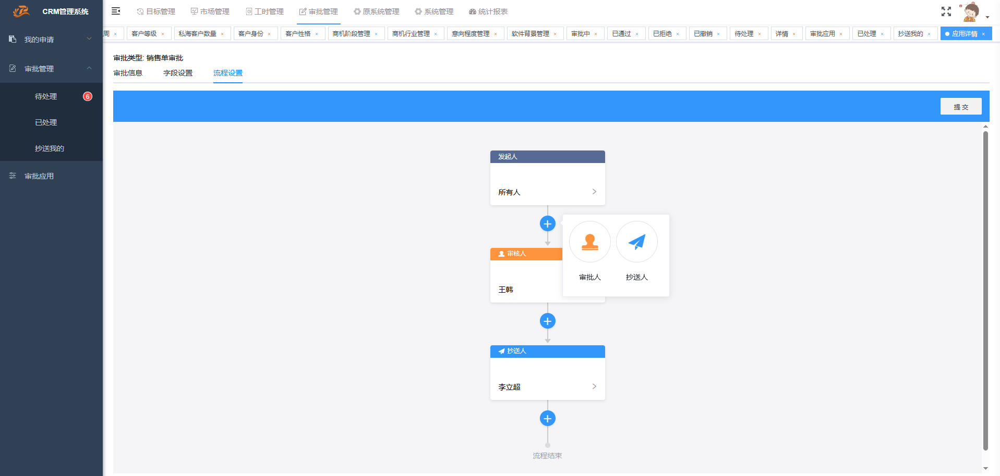 CRM管理系统
目标管理
市场管理
工时管理
审批管理
原系统管理
系统管理
统计报表
周 ×
客户等级 ×
私海客户数量 ×
客户身份 ×
客户性格 ×
商机阶段管理 ×
商机行业管理 ×
意向程度管理 ×
软件背景管理 ×
审批中 ×
已通过 ×
已拒绝 ×
已撤销 ×
待处理 ×
详情 ×
审批应用 ×
已处理 ×
抄送我的 ×
应用详情 ×
我的申请
审批管理
待处理
6
已处理
抄送我的
审批应用
审批类型: 销售单审批
审批信息
字段设置
流程设置
提 交
发起人
所有人
审核人
王韩
审批人
抄送人
抄送人
李立超
流程结束